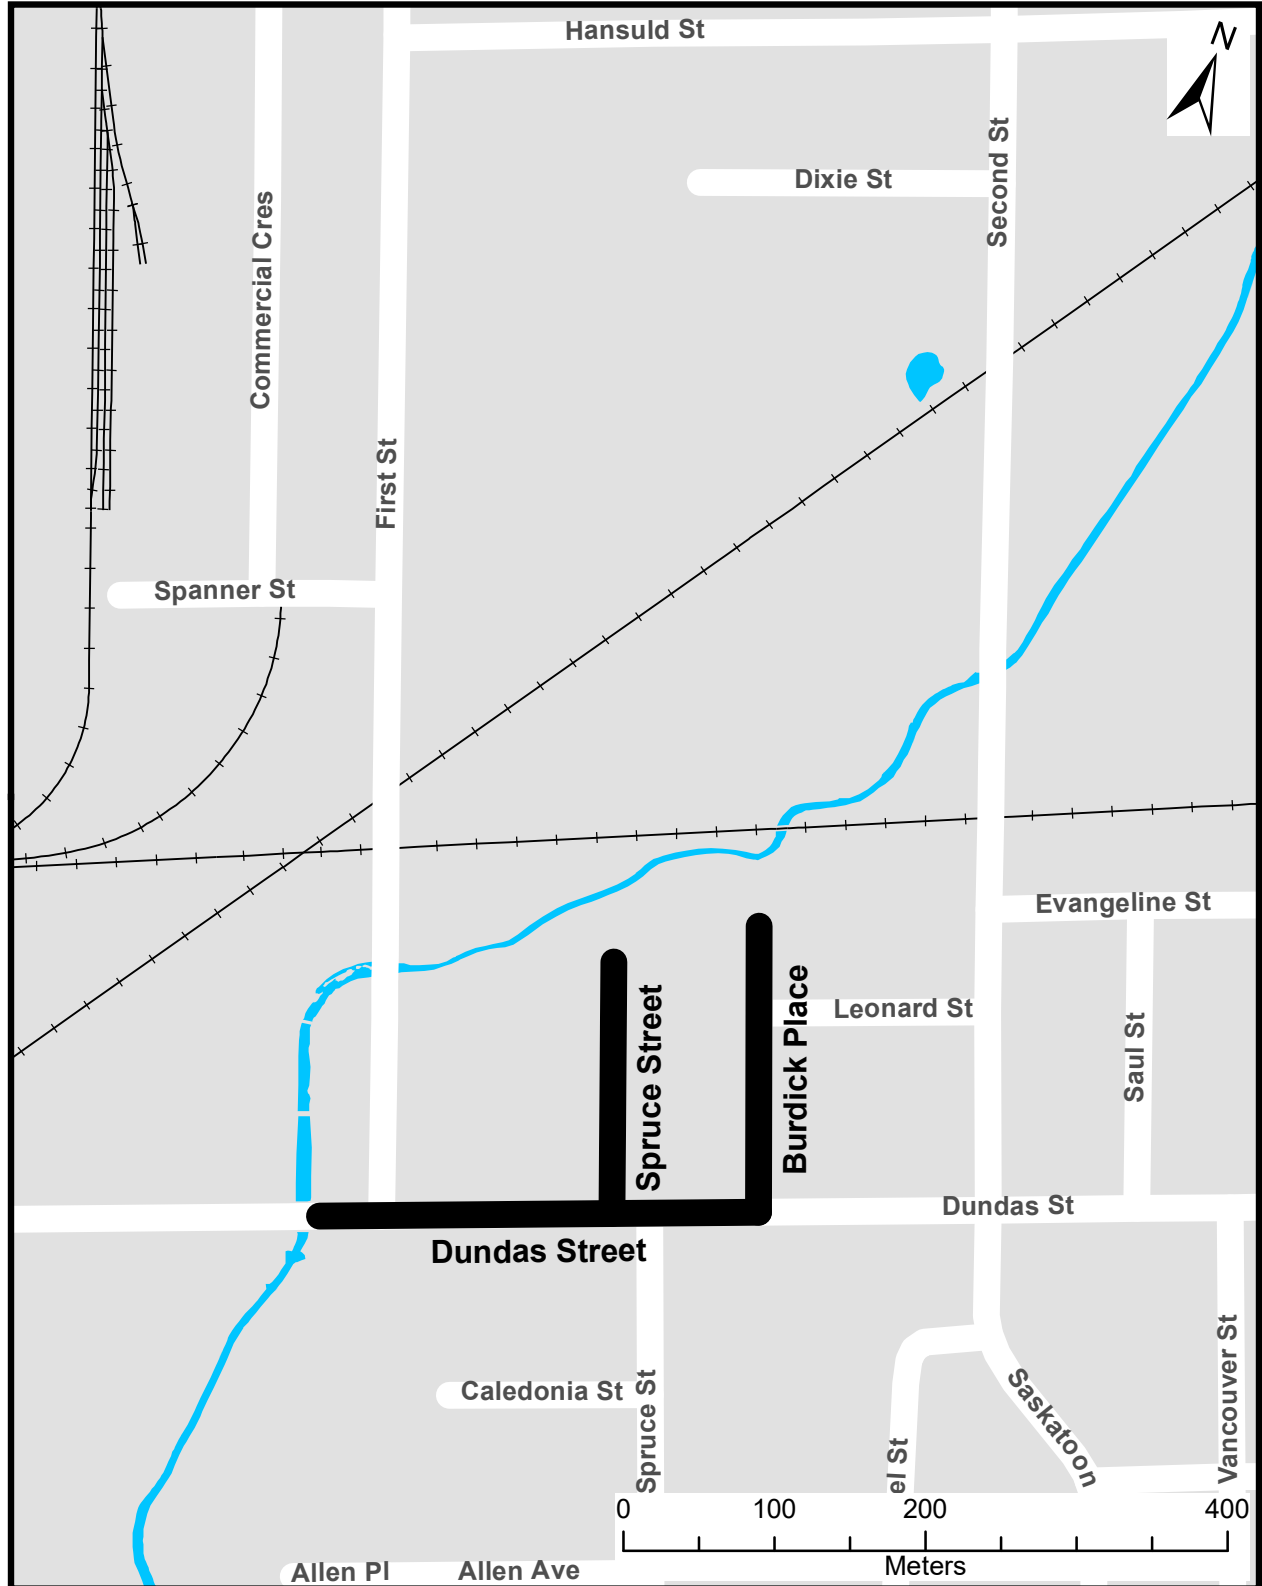 Hansuld St
N
Second St
Dixie St
Commercial Cres
First St
Spanner St
Evangeline St
Spruce Street
Burdick Place
Leonard St
Saul St
Dundas St
Dundas Street
Caledonia St
Spruce St
el St
Saskatoon
Vancouver St
0 100 200 400
Meters
Allen Pl
Allen Ave